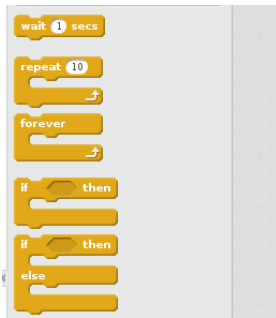 wait 1 secs
repeat 10
forever
if then
if then
else